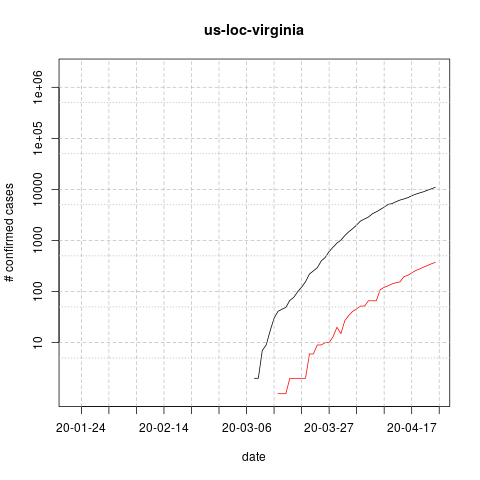 us-loc-virginia
# confirmed cases
1e+06
1e+05
10000
1000
100
10
20-01-24
20-02-14
20-03-06
20-03-27
20-04-17
date